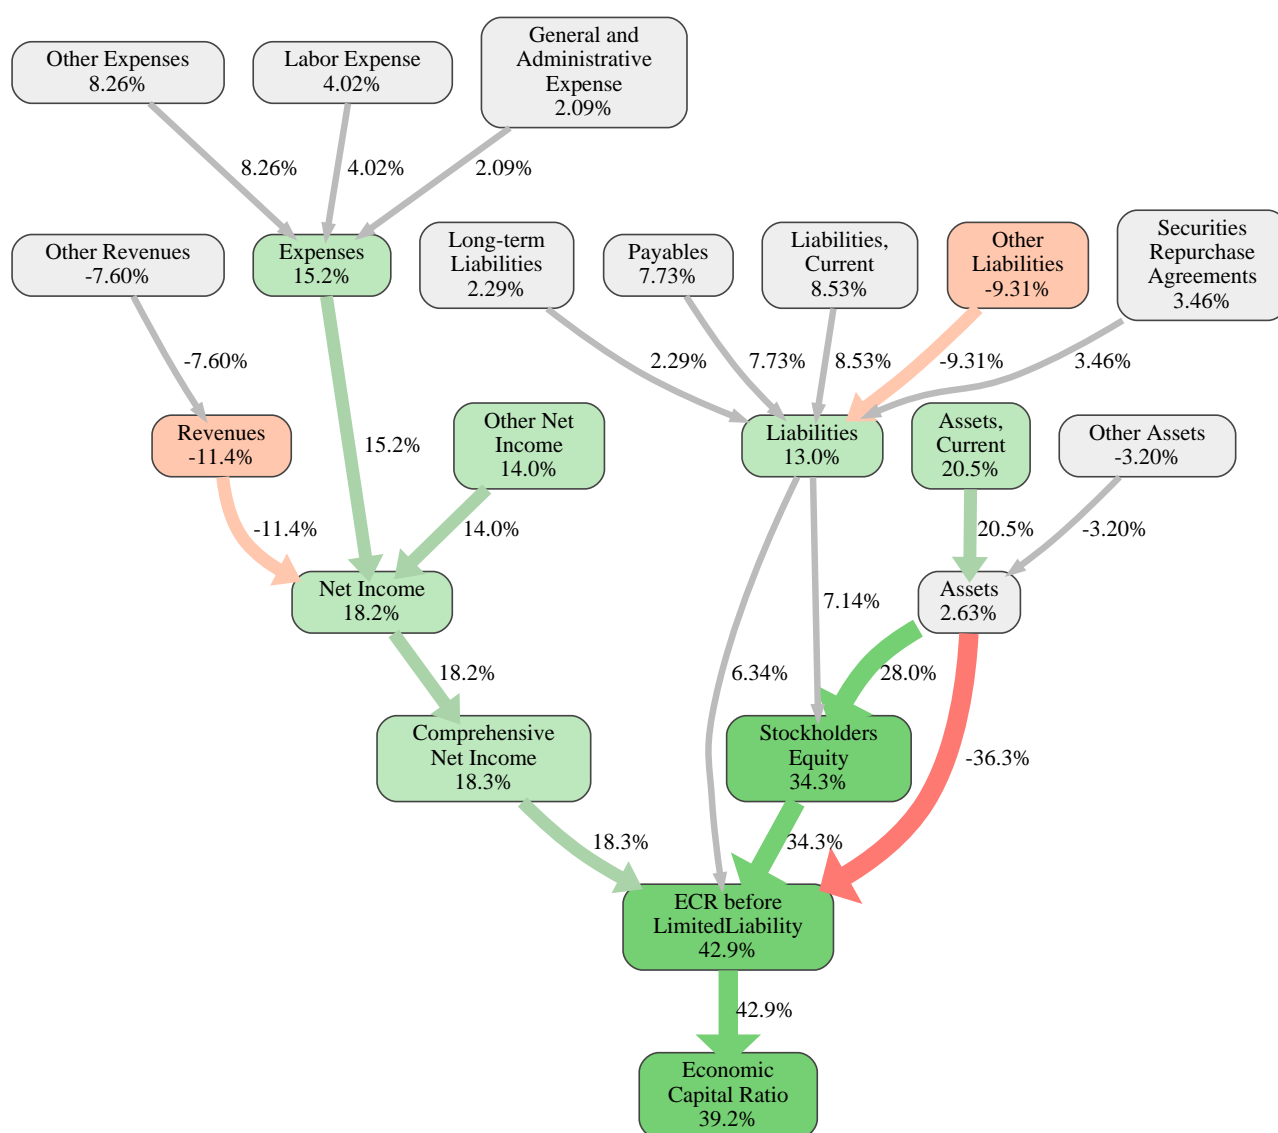 Other Expenses
8.26%
Labor Expense
4.02%
General and
Administrative
Expense
2.09%
8.26%
4.02%
2.09%
Other Revenues
-7.60%
Expenses
15.2%
Long-term
Liabilities
2.29%
Payables
7.73%
Liabilities,
Current
8.53%
Other
Liabilities
-9.31%
Securities
Repurchase
Agreements
3.46%
-7.60%
2.29%
7.73%
8.53%
-9.31%
3.46%
Revenues
-11.4%
15.2%
Other Net
Income
14.0%
Liabilities
13.0%
Assets,
Current
20.5%
Other Assets
-3.20%
-11.4%
14.0%
20.5%
-3.20%
Net Income
18.2%
7.14%
Assets
2.63%
18.2%
6.34%
28.0%
Comprehensive
Net Income
18.3%
Stockholders
Equity
34.3%
-36.3%
18.3%
34.3%
ECR before
LimitedLiability
42.9%
42.9%
Economic
Capital Ratio
39.2%